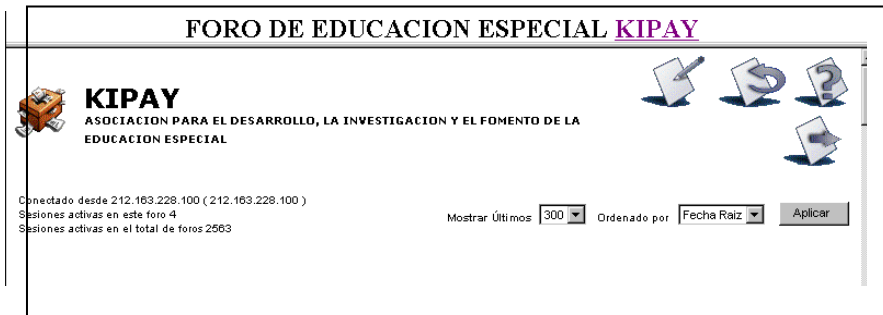 FORO DE EDUCACION ESPECIAL KIPAY
KIPAY
ASOCIACION PARA EL DESARROLLO, LA INVESTIGACION Y EL FOMENTO DE LA
EDUCACION ESPECIAL
Conectado desde 212.163.228.100 ( 212.163.228.100 )
Sesiones activas en este foro 4
Sesiones activas en el total de foros 2563
Mostrar Últimos 300 Ordenado por Fecha Raiz Aplicar